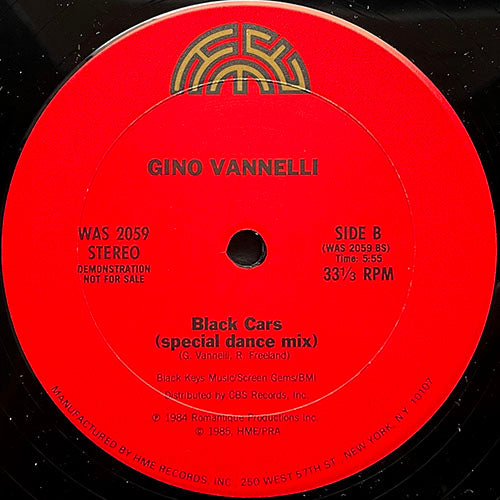 HME
GINO VANNELLI
WAS 2059
STEREO
DEMONSTRATION
NOT FOR SALE
SIDE B
(WAS 2059 BS)
Time: 5:55
33⅓ RPM
Black Cars
(special dance mix)
(G. Vannelli, R. Freeland)
Black Keys Music/Screen Gems/BMI
Distributed by CBS Records, Inc.
℗ 1984 Romantique Productions Inc.
© 1985, HME/PRA
MANUFACTURED BY HME RECORDS, INC., 250 WEST 57TH ST., NEW YORK, N.Y. 10107